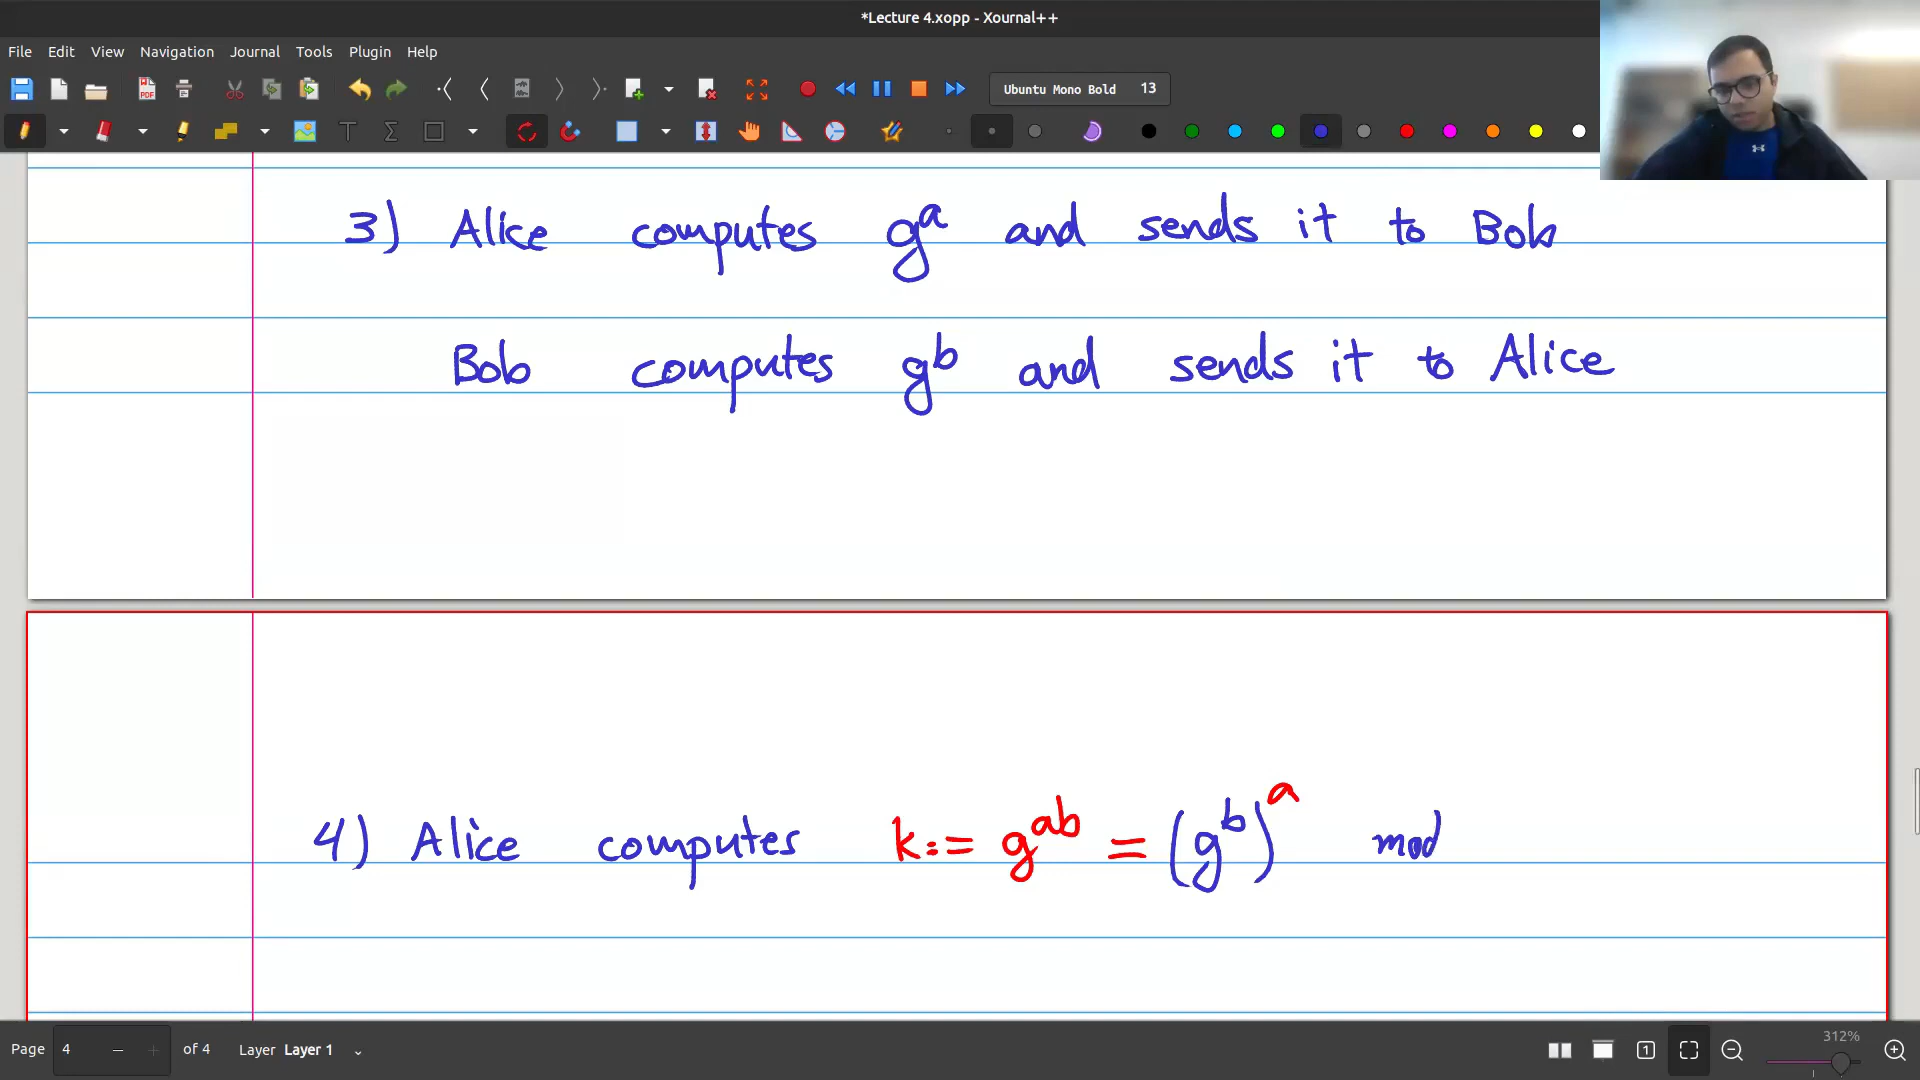 *Lecture 4.xopp - Xournal++
File Edit View Navigation Journal Tools Plugin Help
PDF
Ubuntu Mono Bold 13
3) Alice computes g^a and sends it to Bob
Bob computes g^b and sends it to Alice
4) Alice computes k := g^{ab} = (g^b)^a mod
Page 4 of 4 Layer Layer 1
312%